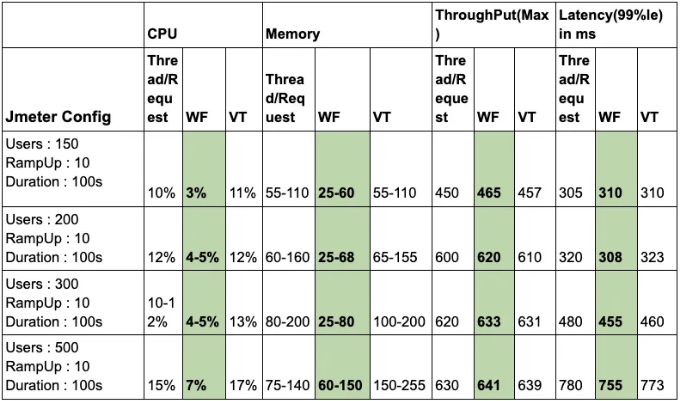 CPU Memory ThroughPut(Max) Latency(99%le) in ms
Jmeter Config Thread/Request WF VT Thread/Request WF VT Thread/Request WF VT Thread/Request WF VT
Users : 150
RampUp : 10
Duration : 100s 10% 3% 11% 55-110 25-60 55-110 450 465 457 305 310 310
Users : 200
RampUp : 10
Duration : 100s 12% 4-5% 12% 60-160 25-68 65-155 600 620 610 320 308 323
Users : 300
RampUp : 10
Duration : 100s 10-12% 4-5% 13% 80-200 25-80 100-200 620 633 631 480 455 460
Users : 500
RampUp : 10
Duration : 100s 15% 7% 17% 75-140 60-150 150-255 630 641 639 780 755 773